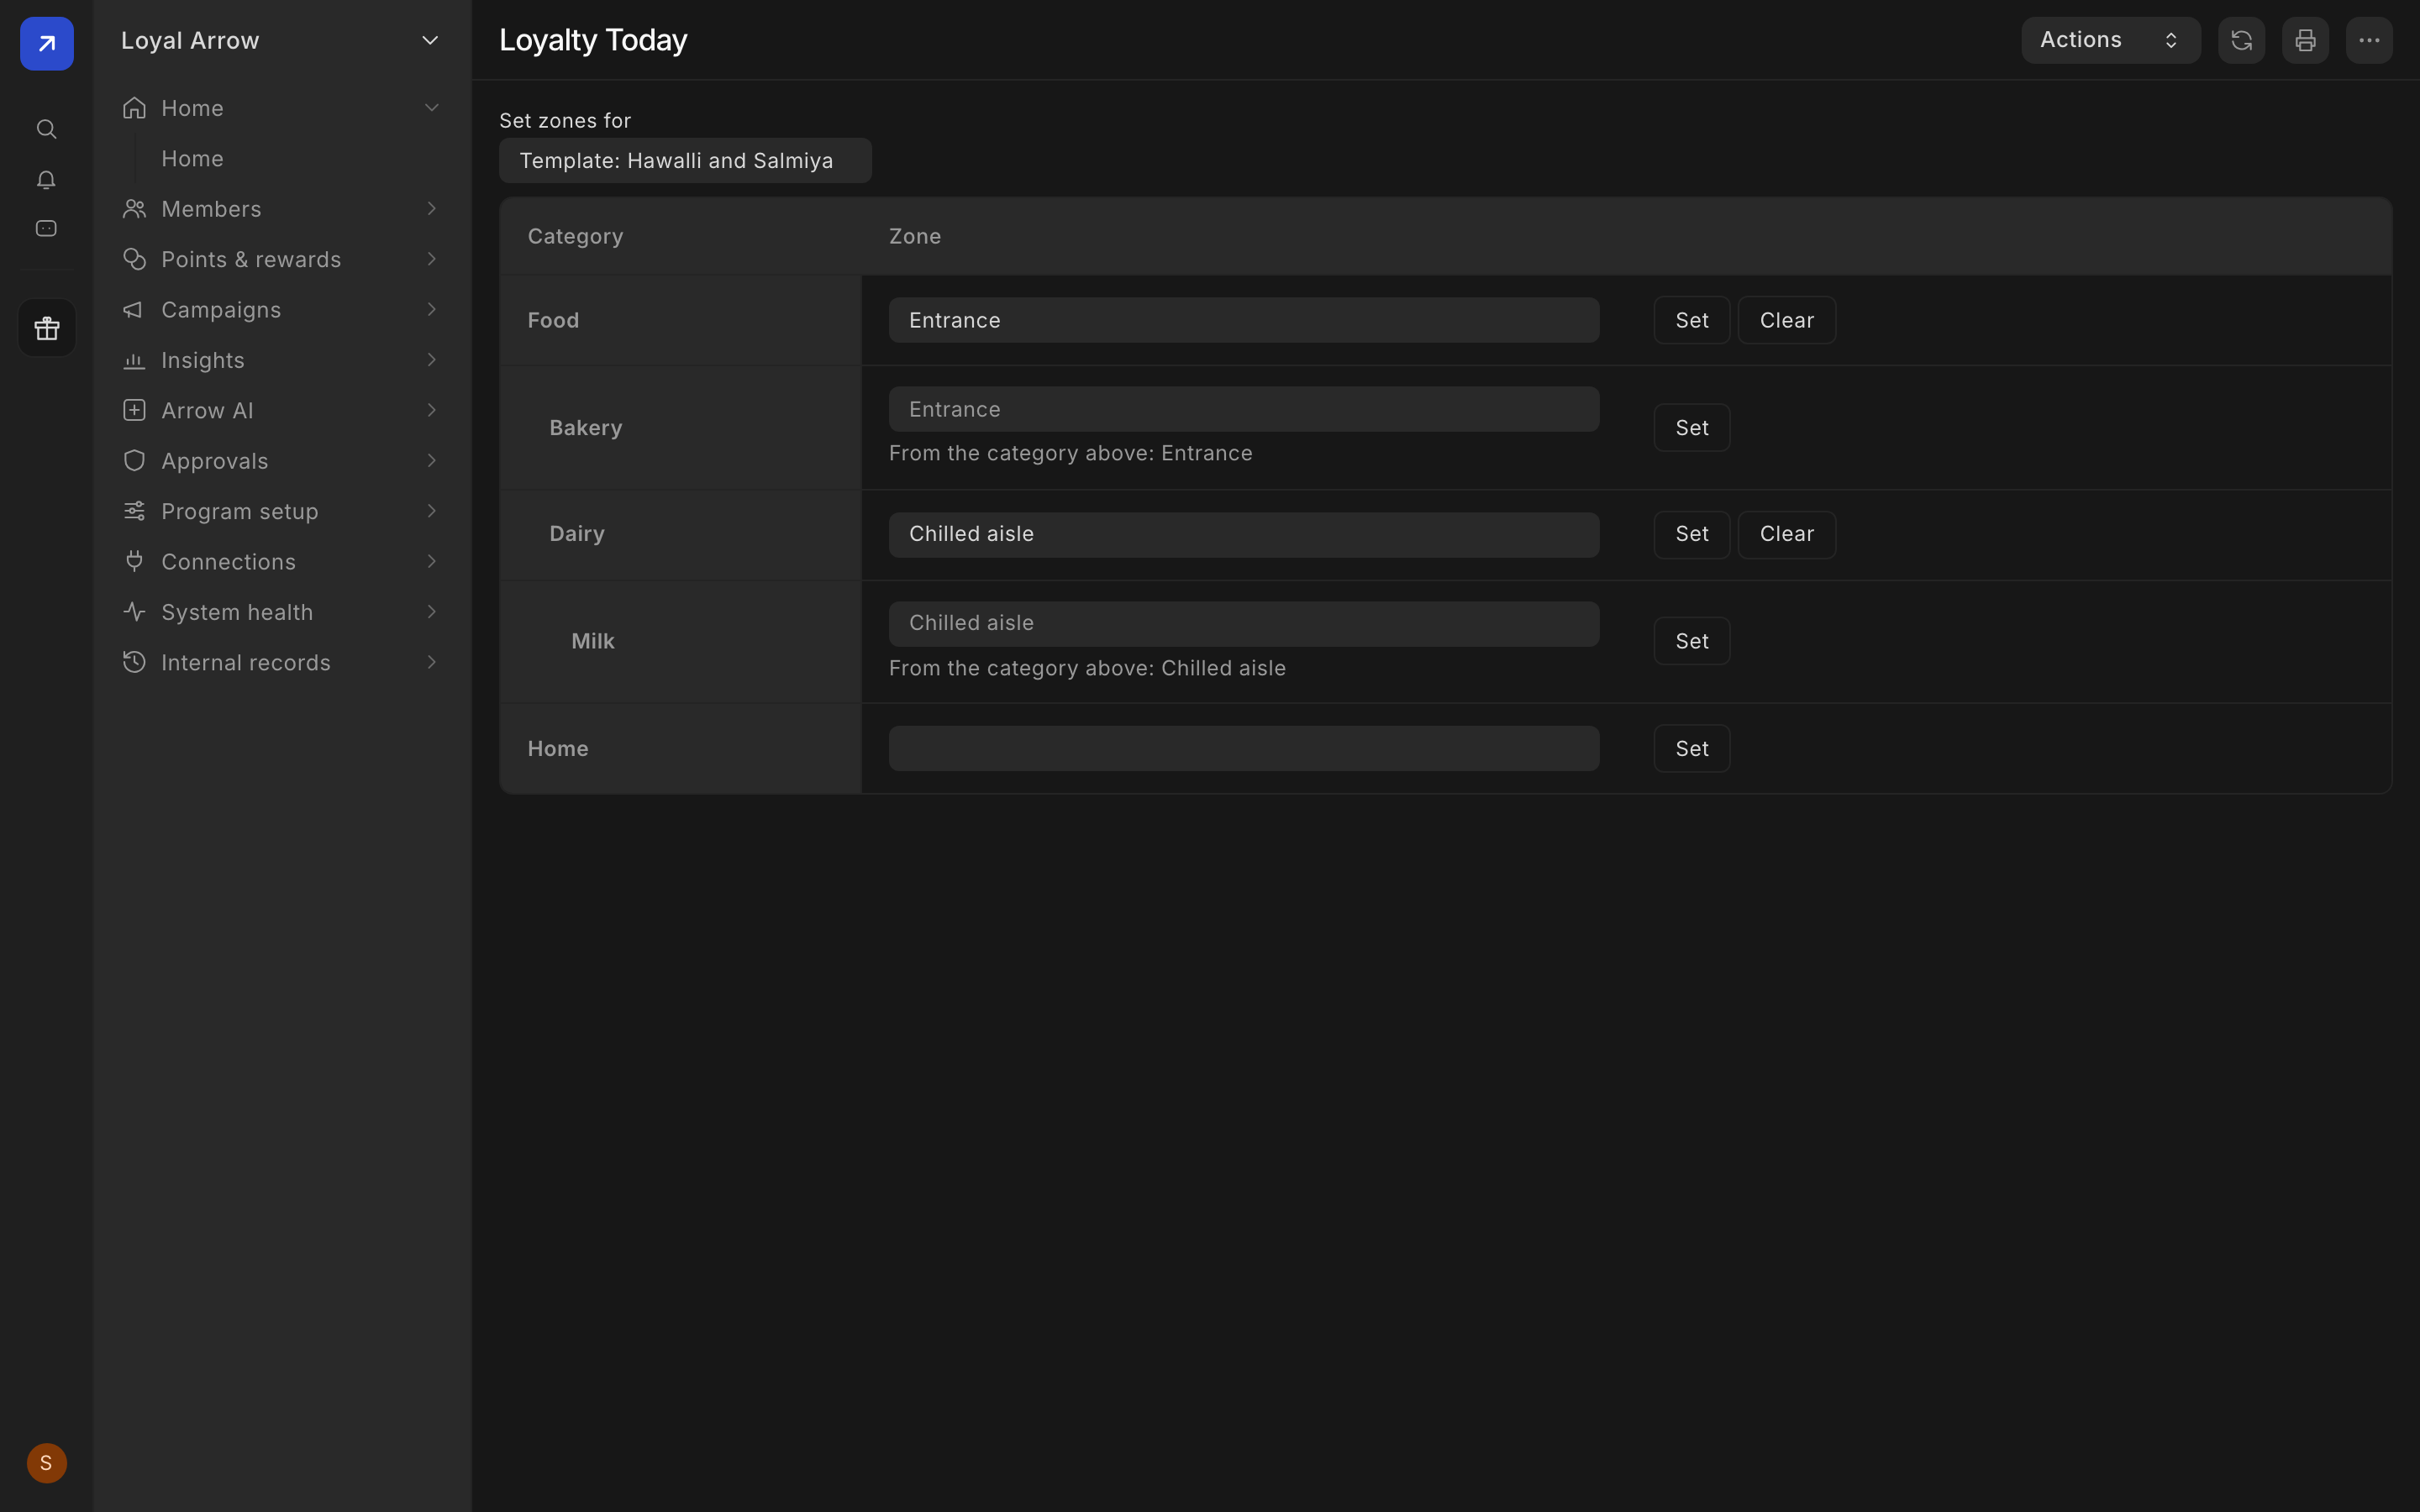 Loyal Arrow
Home
Home
Members
Points & rewards
Campaigns
Insights
Arrow AI
Approvals
Program setup
Connections
System health
Internal records
S
Loyalty Today
Actions
Set zones for
Template: Hawalli and Salmiya
Category Zone
Food Entrance Set Clear
Bakery Entrance Set
From the category above: Entrance
Dairy Chilled aisle Set Clear
Milk Chilled aisle Set
From the category above: Chilled aisle
Home Set